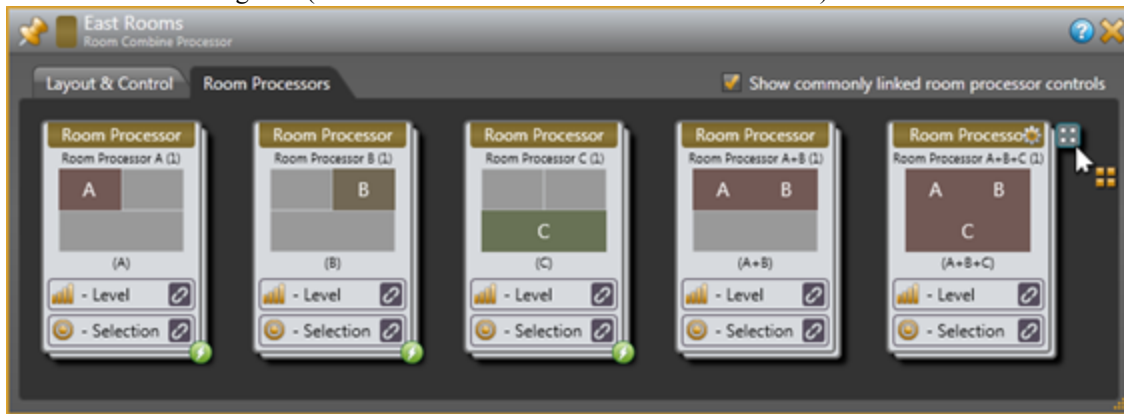 East Rooms
Room Combine Processor
Layout & Control
Room Processors
Show commonly linked room processor controls
Room Processor
Room Processor A (1)
A
(A)
- Level
- Selection
Room Processor
Room Processor B (1)
B
(B)
- Level
- Selection
Room Processor
Room Processor C (1)
C
(C)
- Level
- Selection
Room Processor
Room Processor A+B (1)
A B
(A+B)
- Level
- Selection
Room Processo
Room Processor A+B+C (1)
A B
C
(A+B+C)
- Level
- Selection